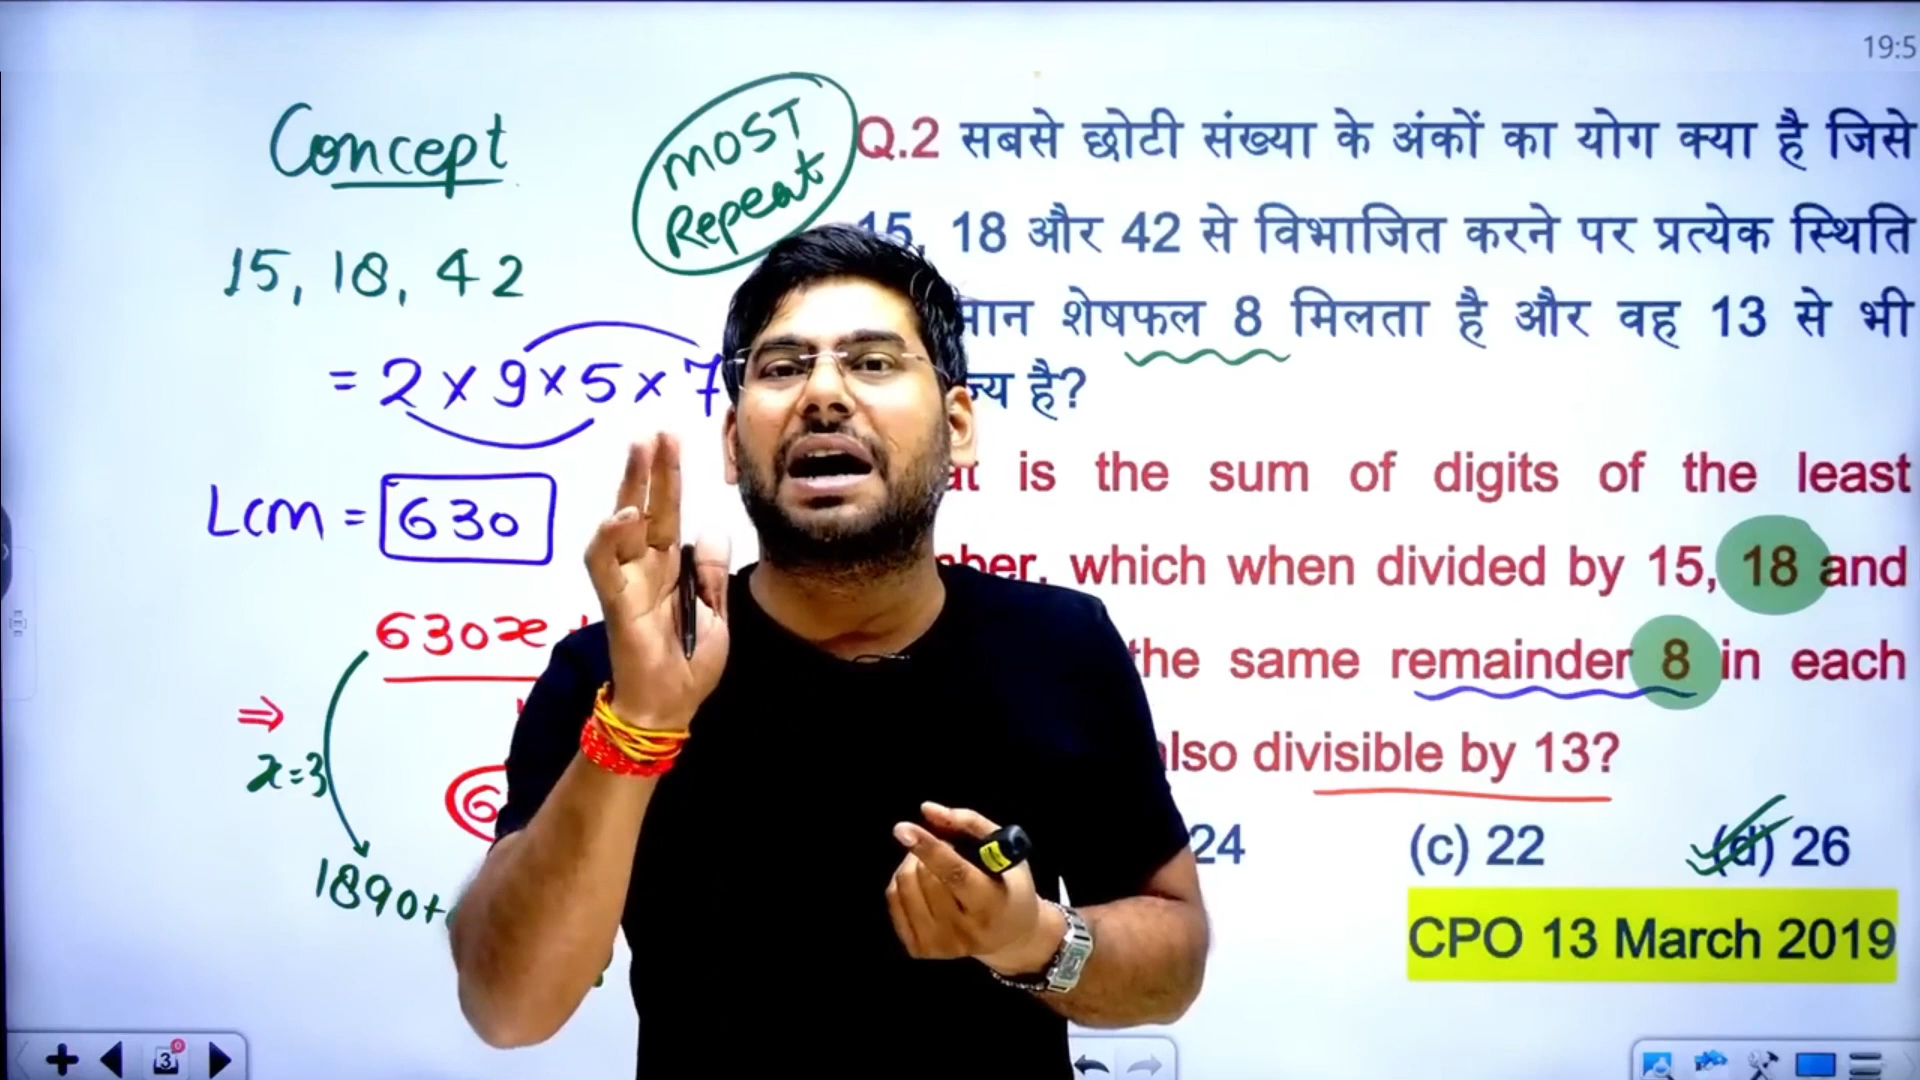 19:5
Concept
MOST
Repeat
15, 18, 42
= 2 x 9 x 5 x 7
Lcm = 630
630x
⇒
x=3
1890+
Q.2 सबसे छोटी संख्या के अंकों का योग क्या है जिसे
15, 18 और 42 से विभाजित करने पर प्रत्येक स्थिति
शेषफल 8 मिलता है और वह 13 से भी
है?
is the sum of digits of the least
which when divided by 15, 18 and
the same remainder 8 in each
also divisible by 13?
24 (c) 22 (d) 26
CPO 13 March 2019
3